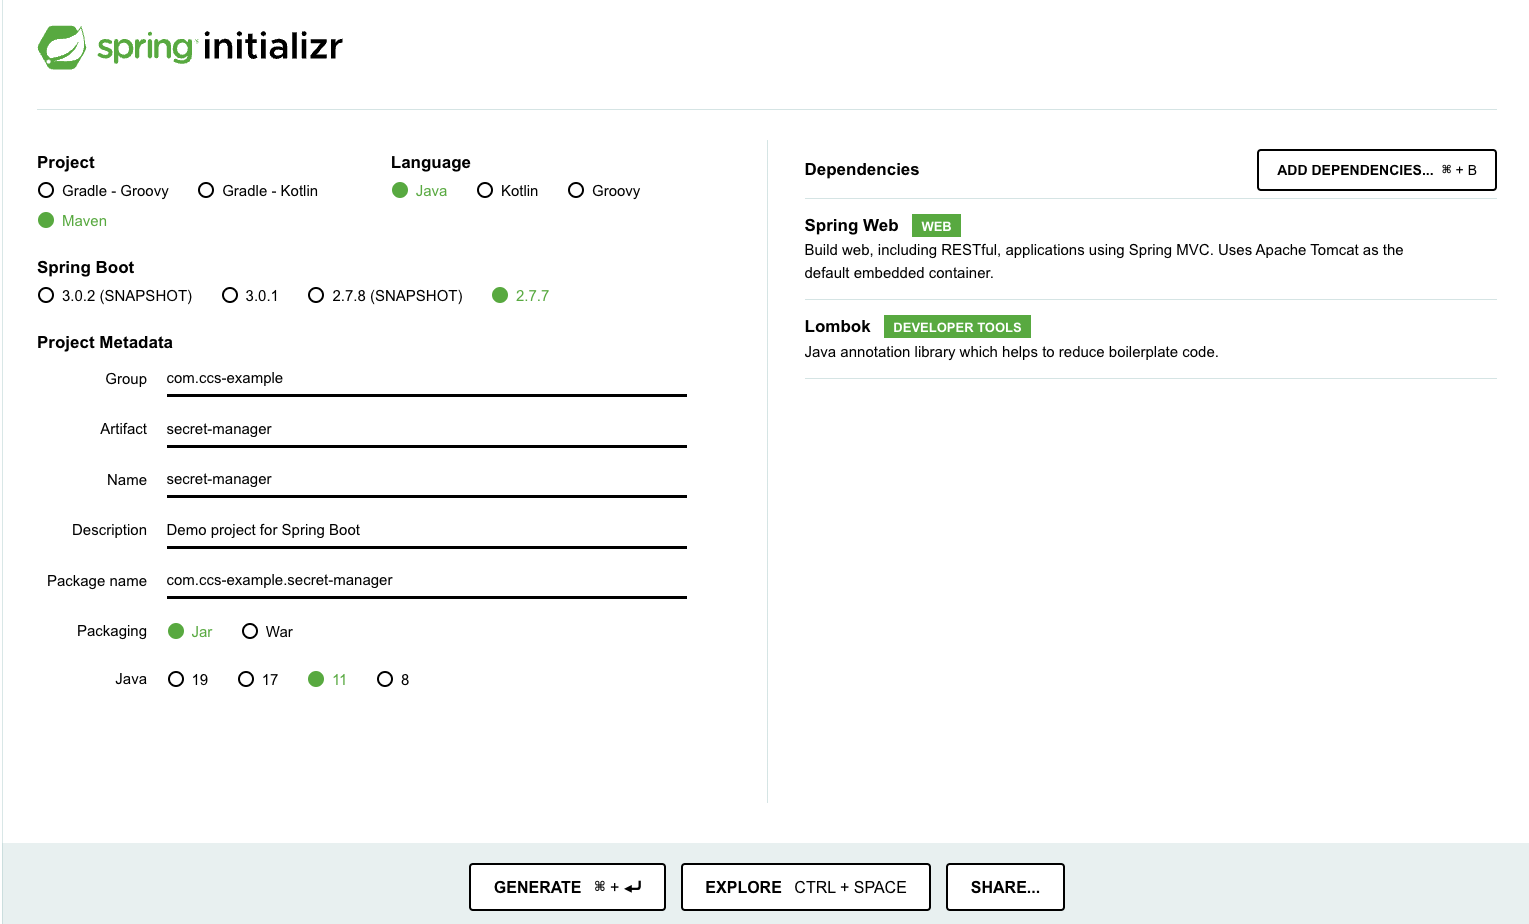 spring initializr
Project
Gradle - Groovy Gradle - Kotlin
Maven
Language
Java Kotlin Groovy
Spring Boot
3.0.2 (SNAPSHOT) 3.0.1 2.7.8 (SNAPSHOT) 2.7.7
Project Metadata
Group com.ccs-example
Artifact secret-manager
Name secret-manager
Description Demo project for Spring Boot
Package name com.ccs-example.secret-manager
Packaging Jar War
Java 19 17 11 8
Dependencies ADD DEPENDENCIES... ⌘ + B
Spring Web WEB
Build web, including RESTful, applications using Spring MVC. Uses Apache Tomcat as the
default embedded container.
Lombok DEVELOPER TOOLS
Java annotation library which helps to reduce boilerplate code.
GENERATE ⌘ + ↵ EXPLORE CTRL + SPACE SHARE...